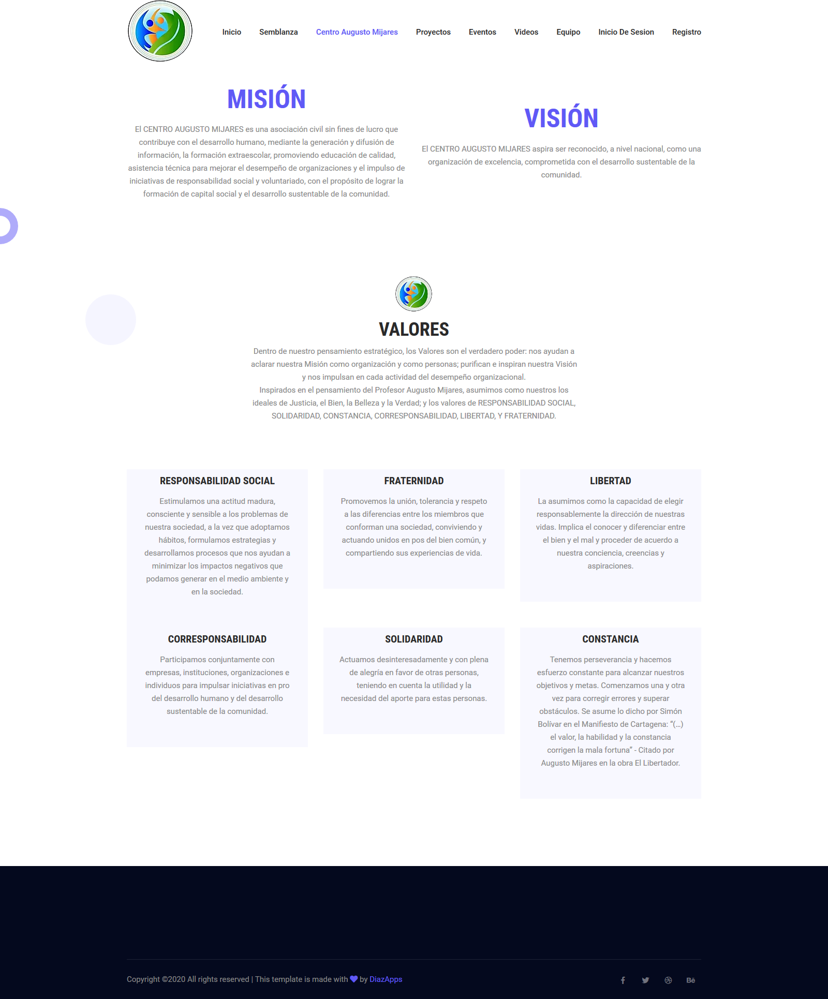 Inicio Semblanza Centro Augusto Mijares Proyectos Eventos Videos Equipo Inicio De Sesion Registro
MISIÓN
El CENTRO AUGUSTO MIJARES es una asociación civil sin fines de lucro que
contribuye con el desarrollo humano, mediante la generación y difusión de
información, la formación extraescolar, promoviendo educación de calidad,
asistencia técnica para mejorar el desempeño de organizaciones y el impulso de
iniciativas de responsabilidad social y voluntariado, con el propósito de lograr la
formación de capital social y el desarrollo sustentable de la comunidad.
VISIÓN
El CENTRO AUGUSTO MIJARES aspira ser reconocido, a nivel nacional, como una
organización de excelencia, comprometida con el desarrollo sustentable de la
comunidad.
VALORES
Dentro de nuestro pensamiento estratégico, los Valores son el verdadero poder: nos ayudan a
aclarar nuestra Misión como organización y como personas; purifican e inspiran nuestra Visión
y nos impulsan en cada actividad del desempeño organizacional.
Inspirados en el pensamiento del Profesor Augusto Mijares, asumimos como nuestros los
ideales de Justicia, el Bien, la Belleza y la Verdad; y los valores de RESPONSABILIDAD SOCIAL,
SOLIDARIDAD, CONSTANCIA, CORRESPONSABILIDAD, LIBERTAD, Y FRATERNIDAD.
RESPONSABILIDAD SOCIAL
Estimulamos una actitud madura,
consciente y sensible a los problemas de
nuestra sociedad, a la vez que adoptamos
hábitos, formulamos estrategias y
desarrollamos procesos que nos ayudan a
minimizar los impactos negativos que
podamos generar en el medio ambiente y
en la sociedad.
FRATERNIDAD
Promovemos la unión, tolerancia y respeto
a las diferencias entre los miembros que
conforman una sociedad, conviviendo y
actuando unidos en pos del bien común, y
compartiendo sus experiencias de vida.
LIBERTAD
La asumimos como la capacidad de elegir
responsablemente la dirección de nuestras
vidas. Implica el conocer y diferenciar entre
el bien y el mal y proceder de acuerdo a
nuestra conciencia, creencias y
aspiraciones.
CORRESPONSABILIDAD
Participamos conjuntamente con
empresas, instituciones, organizaciones e
individuos para impulsar iniciativas en pro
del desarrollo humano y del desarrollo
sustentable de la comunidad.
SOLIDARIDAD
Actuamos desinteresadamente y con plena
de alegría en favor de otras personas,
teniendo en cuenta la utilidad y la
necesidad del aporte para estas personas.
CONSTANCIA
Tenemos perseverancia y hacemos
esfuerzo constante para alcanzar nuestros
objetivos y metas. Comenzamos una y otra
vez para corregir errores y superar
obstáculos. Se asume lo dicho por Simón
Bolívar en el Manifiesto de Cartagena: “(…)
el valor, la habilidad y la constancia
corrigen la mala fortuna” - Citado por
Augusto Mijares en la obra El Libertador.
Copyright ©2020 All rights reserved | This template is made with by DiazApps